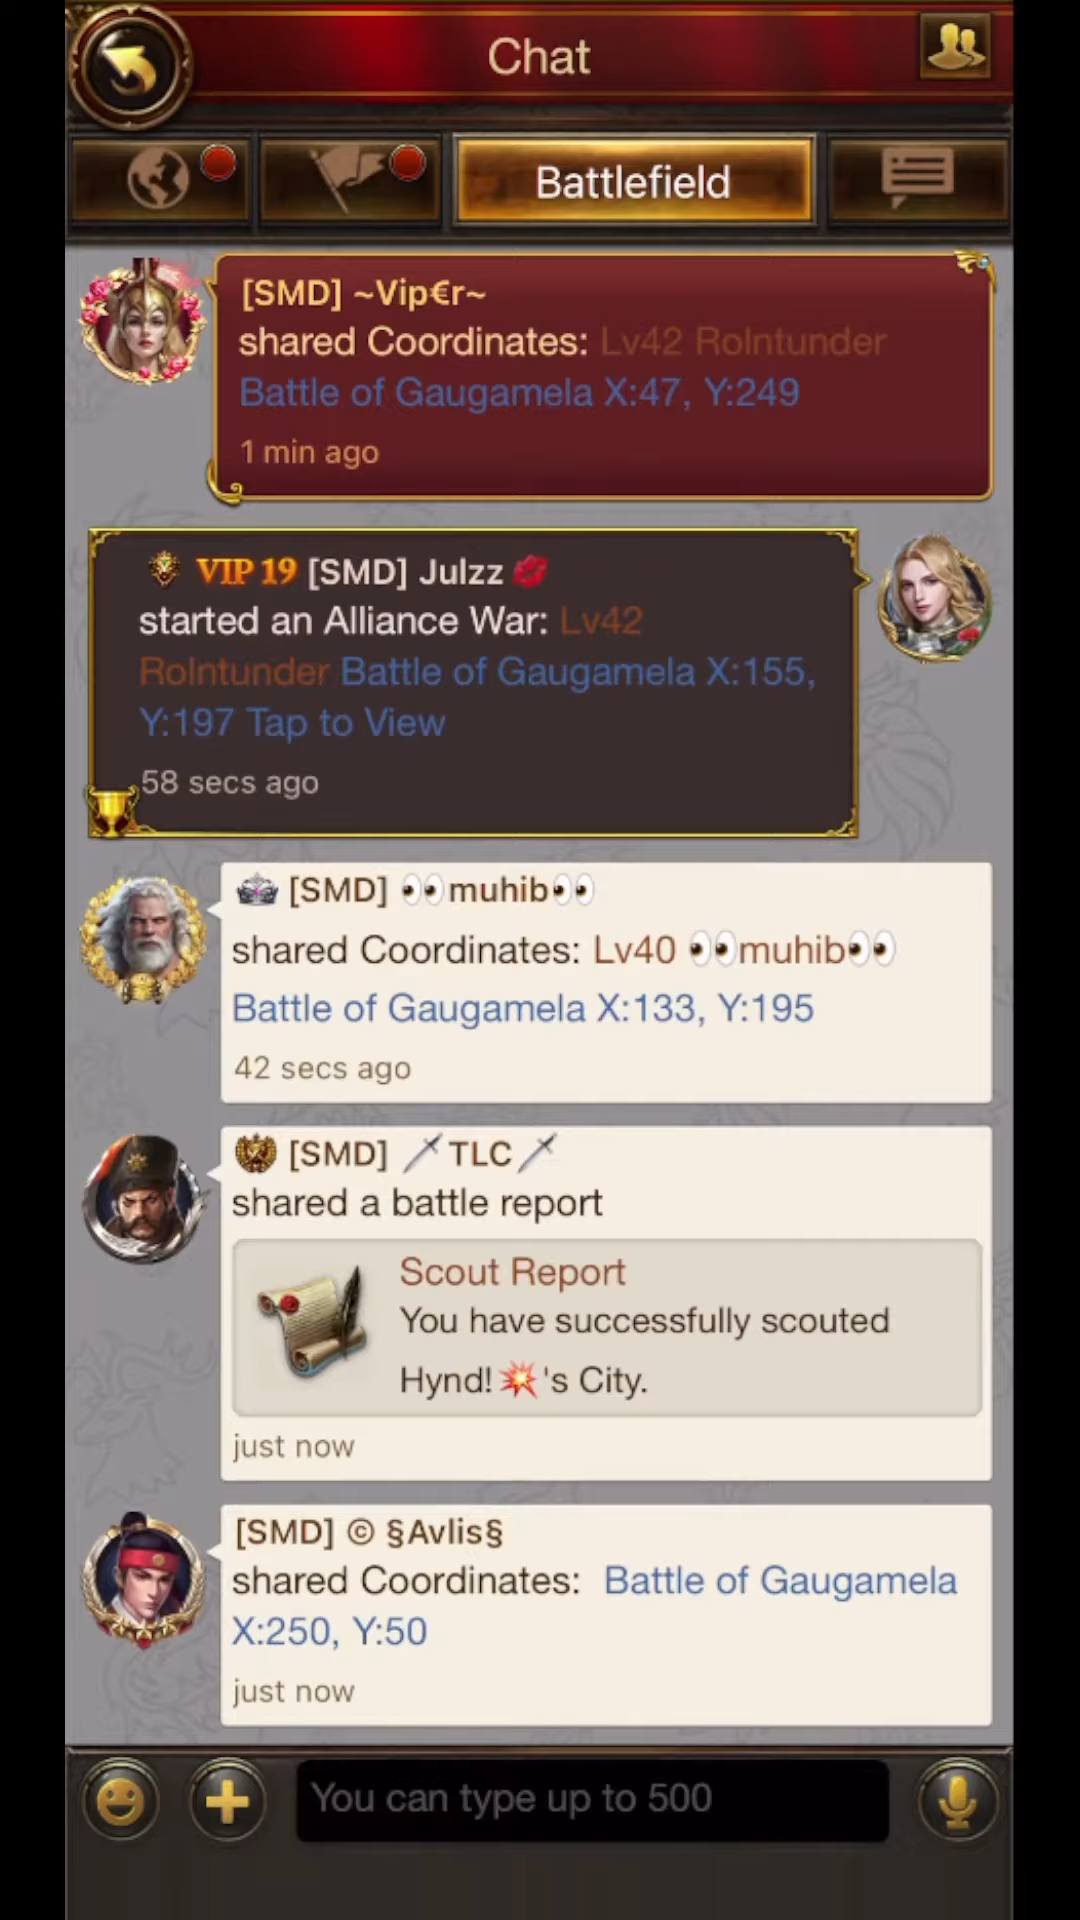 Chat
Battlefield
[SMD] ~Vip€r~
shared Coordinates: Lv42 Rolntunder
Battle of Gaugamela X:47, Y:249
1 min ago
VIP 19 [SMD] Julzz💋
started an Alliance War: Lv42
Rolntunder Battle of Gaugamela X:155,
Y:197 Tap to View
58 secs ago
[SMD] 👀muhib👀
shared Coordinates: Lv40 👀muhib👀
Battle of Gaugamela X:133, Y:195
42 secs ago
[SMD] 🗡TLC🗡
shared a battle report
Scout Report
You have successfully scouted
Hynd!💥's City.
just now
[SMD] © §Avlis§
shared Coordinates: Battle of Gaugamela
X:250, Y:50
just now
You can type up to 500